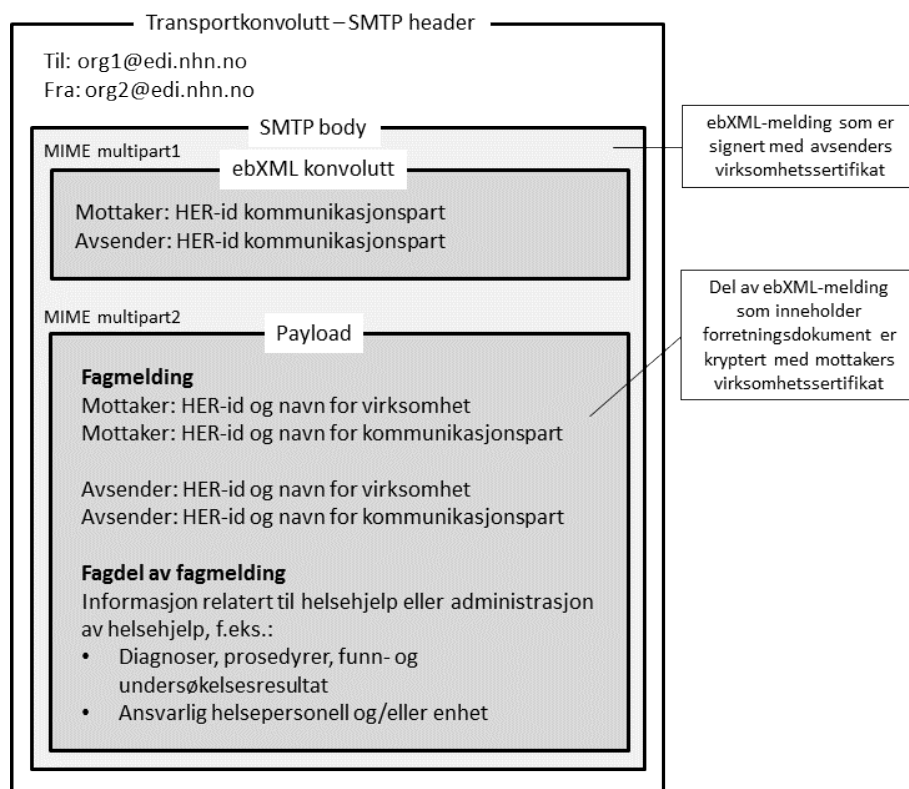 Transportkonvolutt – SMTP header
Til: org1@edi.nhn.no
Fra: org2@edi.nhn.no
SMTP body
MIME multipart1
ebXML konvolutt
Mottaker: HER-id kommunikasjonspart
Avsender: HER-id kommunikasjonspart
MIME multipart2
Payload
Fagmelding
Mottaker: HER-id og navn for virksomhet
Mottaker: HER-id og navn for kommunikasjonspart
Avsender: HER-id og navn for virksomhet
Avsender: HER-id og navn for kommunikasjonspart
Fagdel av fagmelding
Informasjon relatert til helsehjelp eller administrasjon
av helsehjelp, f.eks.:
• Diagnoser, prosedyrer, funn- og
undersøkelsesresultat
• Ansvarlig helsepersonell og/eller enhet
ebXML-melding som er
signert med avsenders
virksomhetssertifikat
Del av ebXML-melding
som inneholder
forretningsdokument er
kryptert med mottakers
virksomhetssertifikat